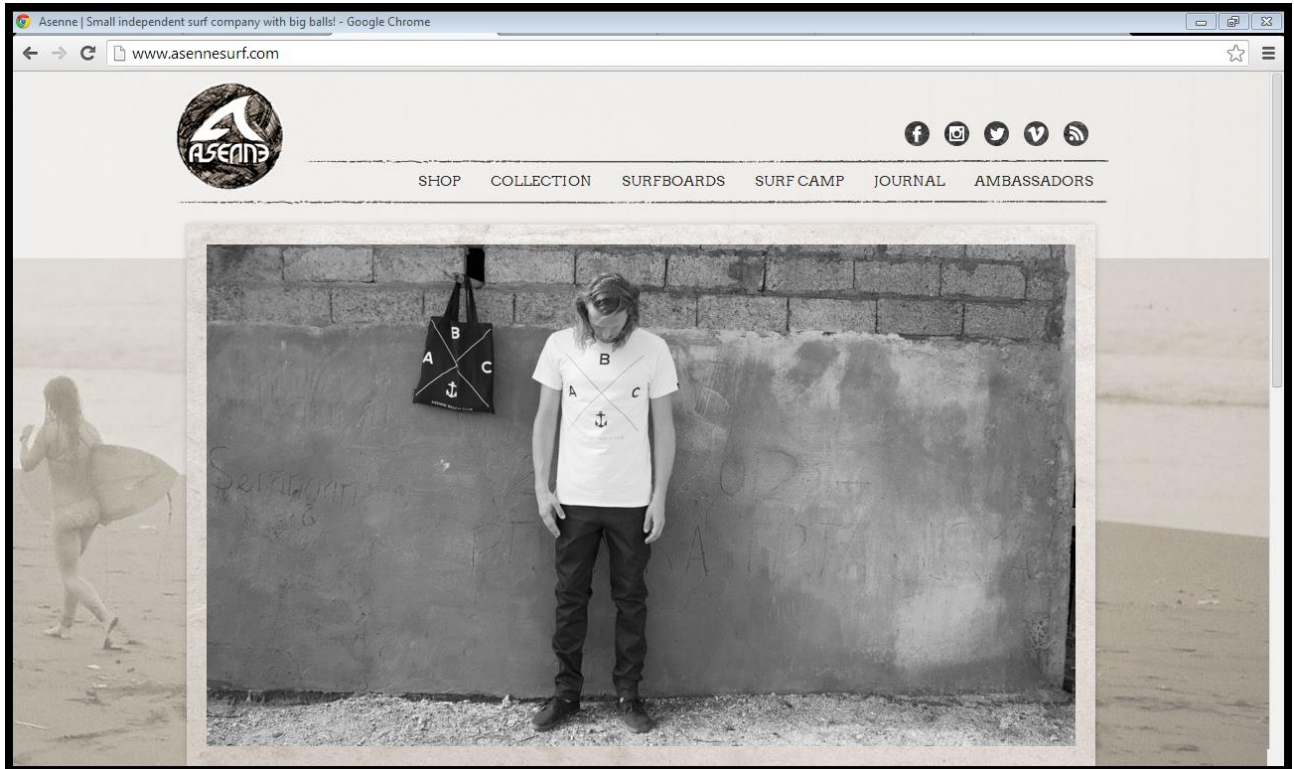 Asenne | Small independent surf company with big balls! - Google Chrome
www.asennesurf.com
ASENNE
SHOP COLLECTION SURFBOARDS SURF CAMP JOURNAL AMBASSADORS
B
A C
B
A C
Serangan